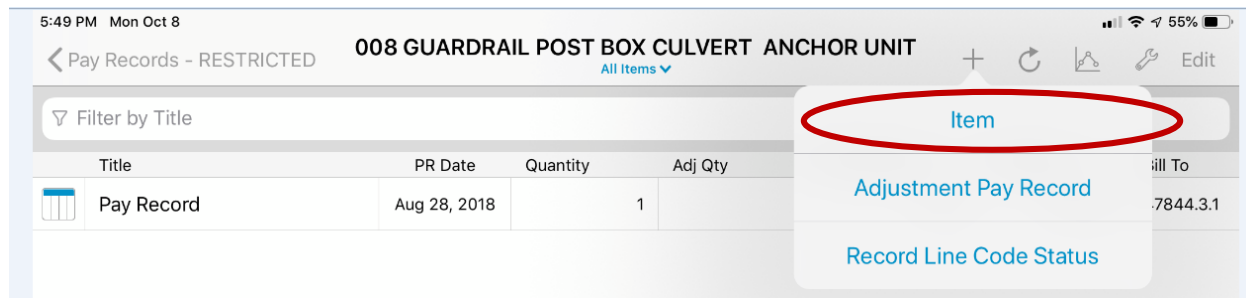 5:49 PM Mon Oct 8 55%
Pay Records - RESTRICTED 008 GUARDRAIL POST BOX CULVERT ANCHOR UNIT Edit
All Items
Filter by Title
Item
Title PR Date Quantity Adj Qty ill To
Adjustment Pay Record
Pay Record Aug 28, 2018 1 7844.3.1
Record Line Code Status